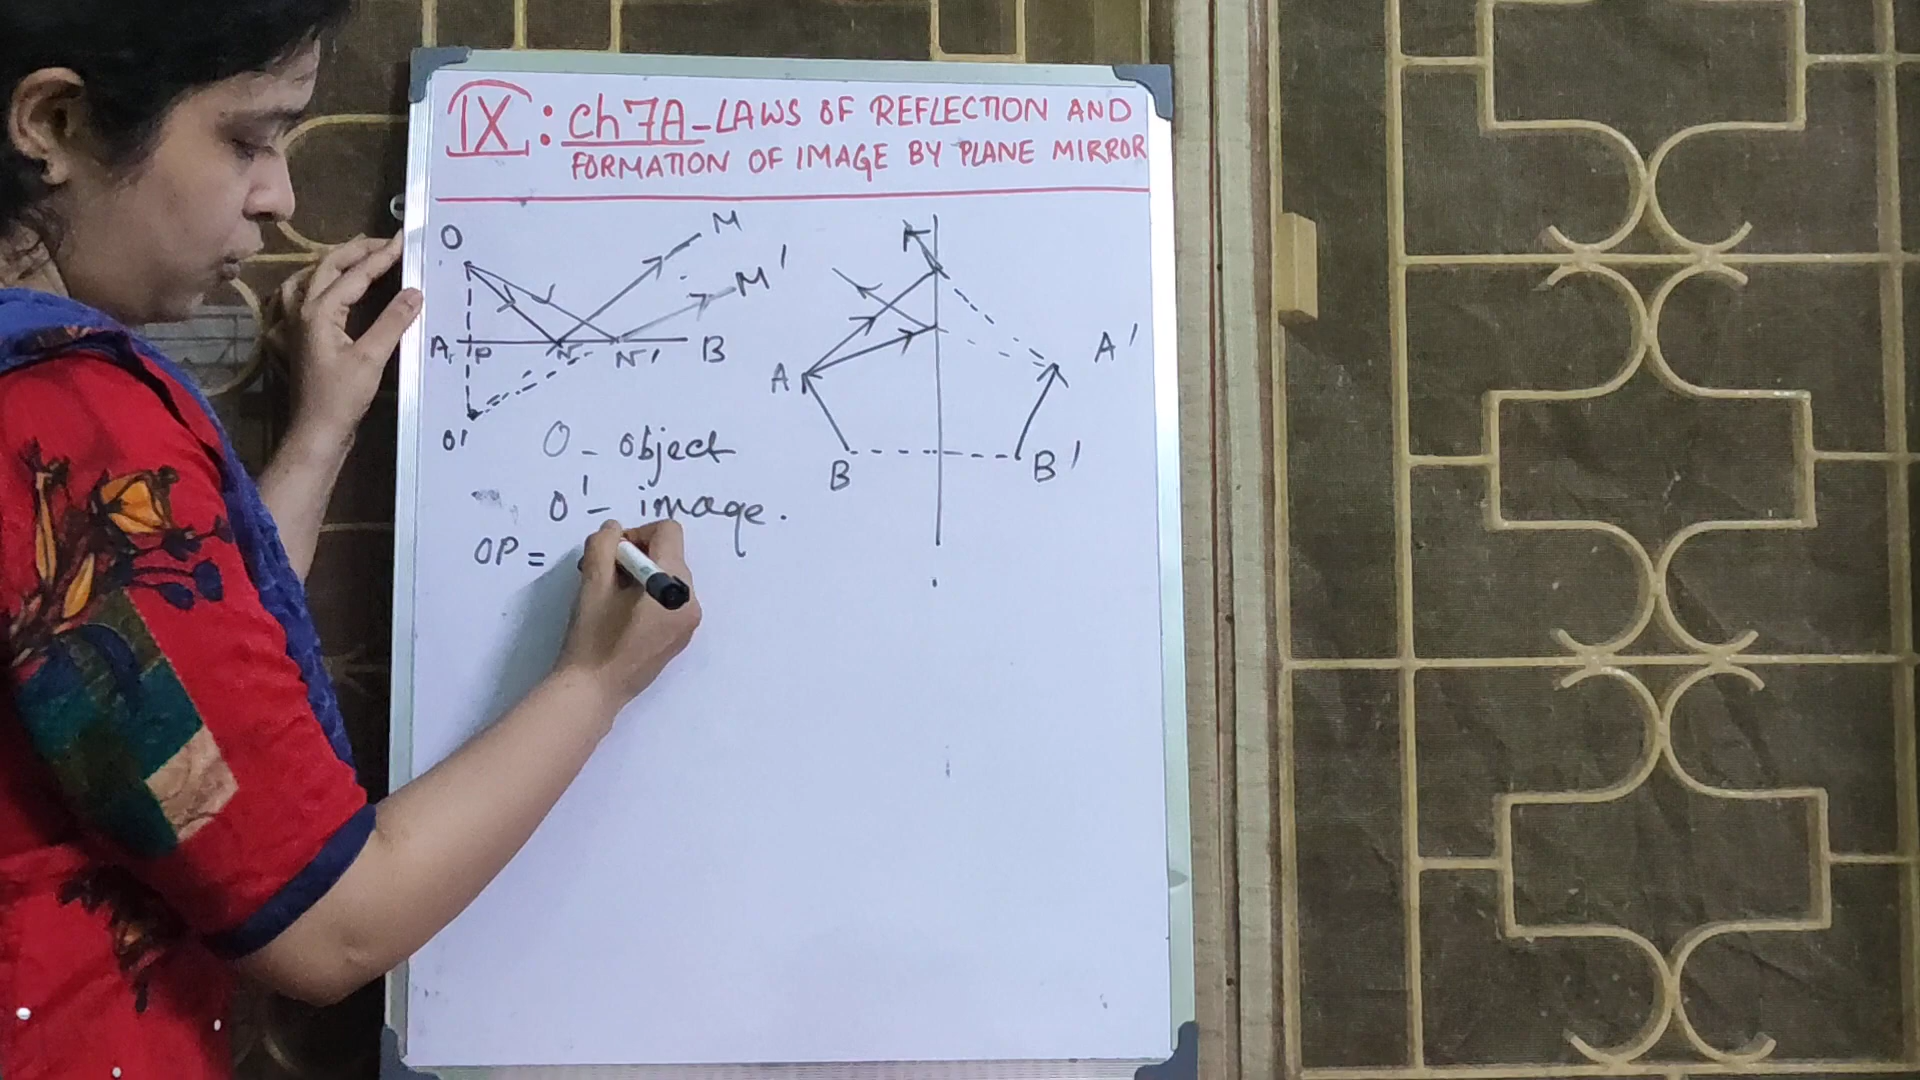 IX : Ch 7A - LAWS OF REFLECTION AND
FORMATION OF IMAGE BY PLANE MIRROR
O
M
M'
A
P
N
N'
B
O'
O - object
O' - image.
OP =
A
A'
B
B'